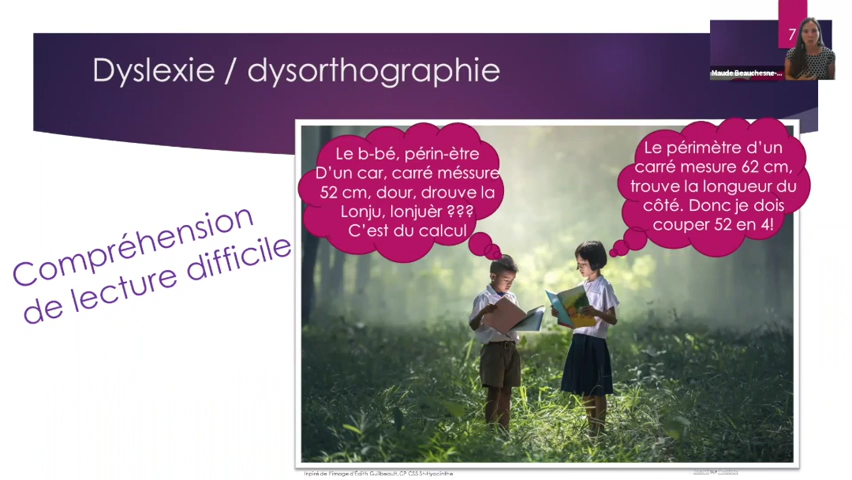 7
Maude Beauchesne-...
Dyslexie / dysorthographie
Le b-bé, périn-ètre
D'un car, carré méssure
52 cm, dour, drouve la
Lonju, lonjuèr ???
C'est du calcul
Le périmètre d'un
carré mesure 62 cm,
trouve la longueur du
côté. Donc je dois
couper 52 en 4!
Compréhension
de lecture difficile